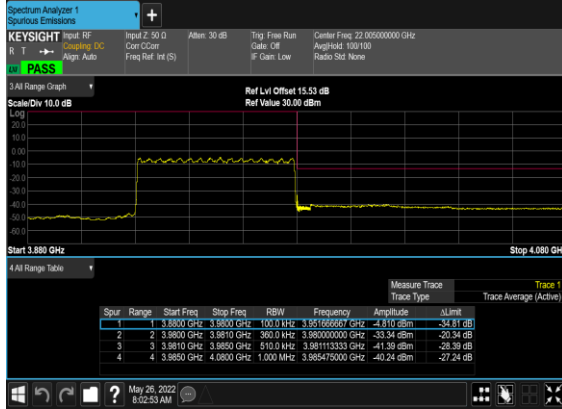 Spectrum Analyzer 1
Spurious Emissions
KEYSIGHT Input: RF Input Z: 50 Ω Atten: 30 dB Trig: Free Run Center Freq: 22.005000000 GHz
R T Coupling: DC Corr CCorr Gate: Off Avg|Hold: 100/100
Align: Auto Freq Ref: Int (S) IF Gain: Low Radio Std: None
PASS
3 All Range Graph
Ref Lvl Offset 15.53 dB
Scale/Div 10.0 dB Ref Value 30.00 dBm
Log
20.0
10.0
0.00
-10.0
-20.0
-30.0
-40.0
-50.0
-60.0
Start 3.880 GHz Stop 4.080 GH
4 All Range Table
Measure Trace Trace 1
Trace Type Trace Average (Active)
Spur Range Start Freq Stop Freq RBW Frequency Amplitude ΔLimit
1 1 3.8800 GHz 3.9800 GHz 100.0 kHz 3.951666667 GHz -4.810 dBm -34.81 dB
2 2 3.9800 GHz 3.9810 GHz 360.0 kHz 3.980000000 GHz -33.34 dBm -20.34 dB
3 3 3.9810 GHz 3.9850 GHz 510.0 kHz 3.981113333 GHz -41.39 dBm -28.39 dB
4 4 3.9850 GHz 4.0800 GHz 1.000 MHz 3.985475000 GHz -40.24 dBm -27.24 dB
May 26, 2022
8:02:53 AM